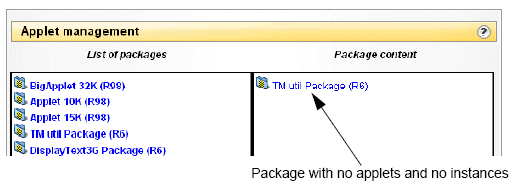 Applet management
?
List of packages
Package content
BigApplet 32K (R98)
Applet 10K (R98)
Applet 15K (R98)
TM util Package (R6)
DisplayText3G Package (R6)
TM util Package (R6)
Package with no applets and no instances